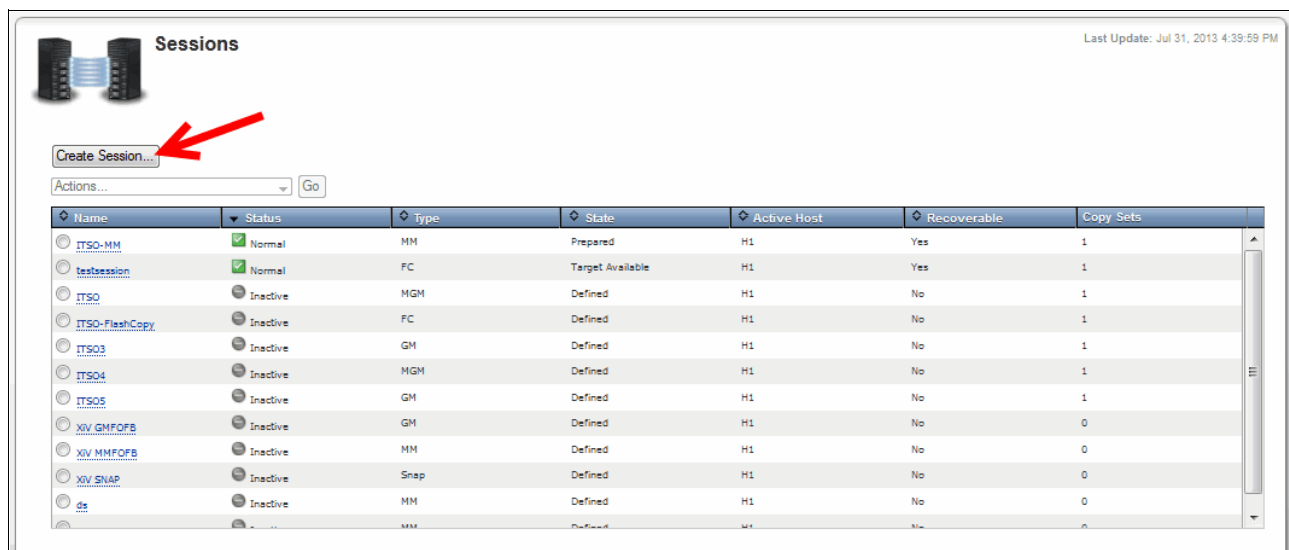 Sessions
Last Update: Jul 31, 2013 4:39:59 PM
Create Session...
Actions... Go
Name Status Type State Active Host Recoverable Copy Sets
ITSO-MM Normal MM Prepared H1 Yes 1
testsession Normal FC Target Available H1 Yes 1
ITSO Inactive MGM Defined H1 No 1
ITSO-FlashCopy Inactive FC Defined H1 No 1
ITSO3 Inactive GM Defined H1 No 1
ITSO4 Inactive MGM Defined H1 No 1
ITSO5 Inactive GM Defined H1 No 1
XIV GMFOFB Inactive GM Defined H1 No 0
XIV MMFOFB Inactive MM Defined H1 No 0
XIV SNAP Inactive Snap Defined H1 No 0
ds Inactive MM Defined H1 No 0